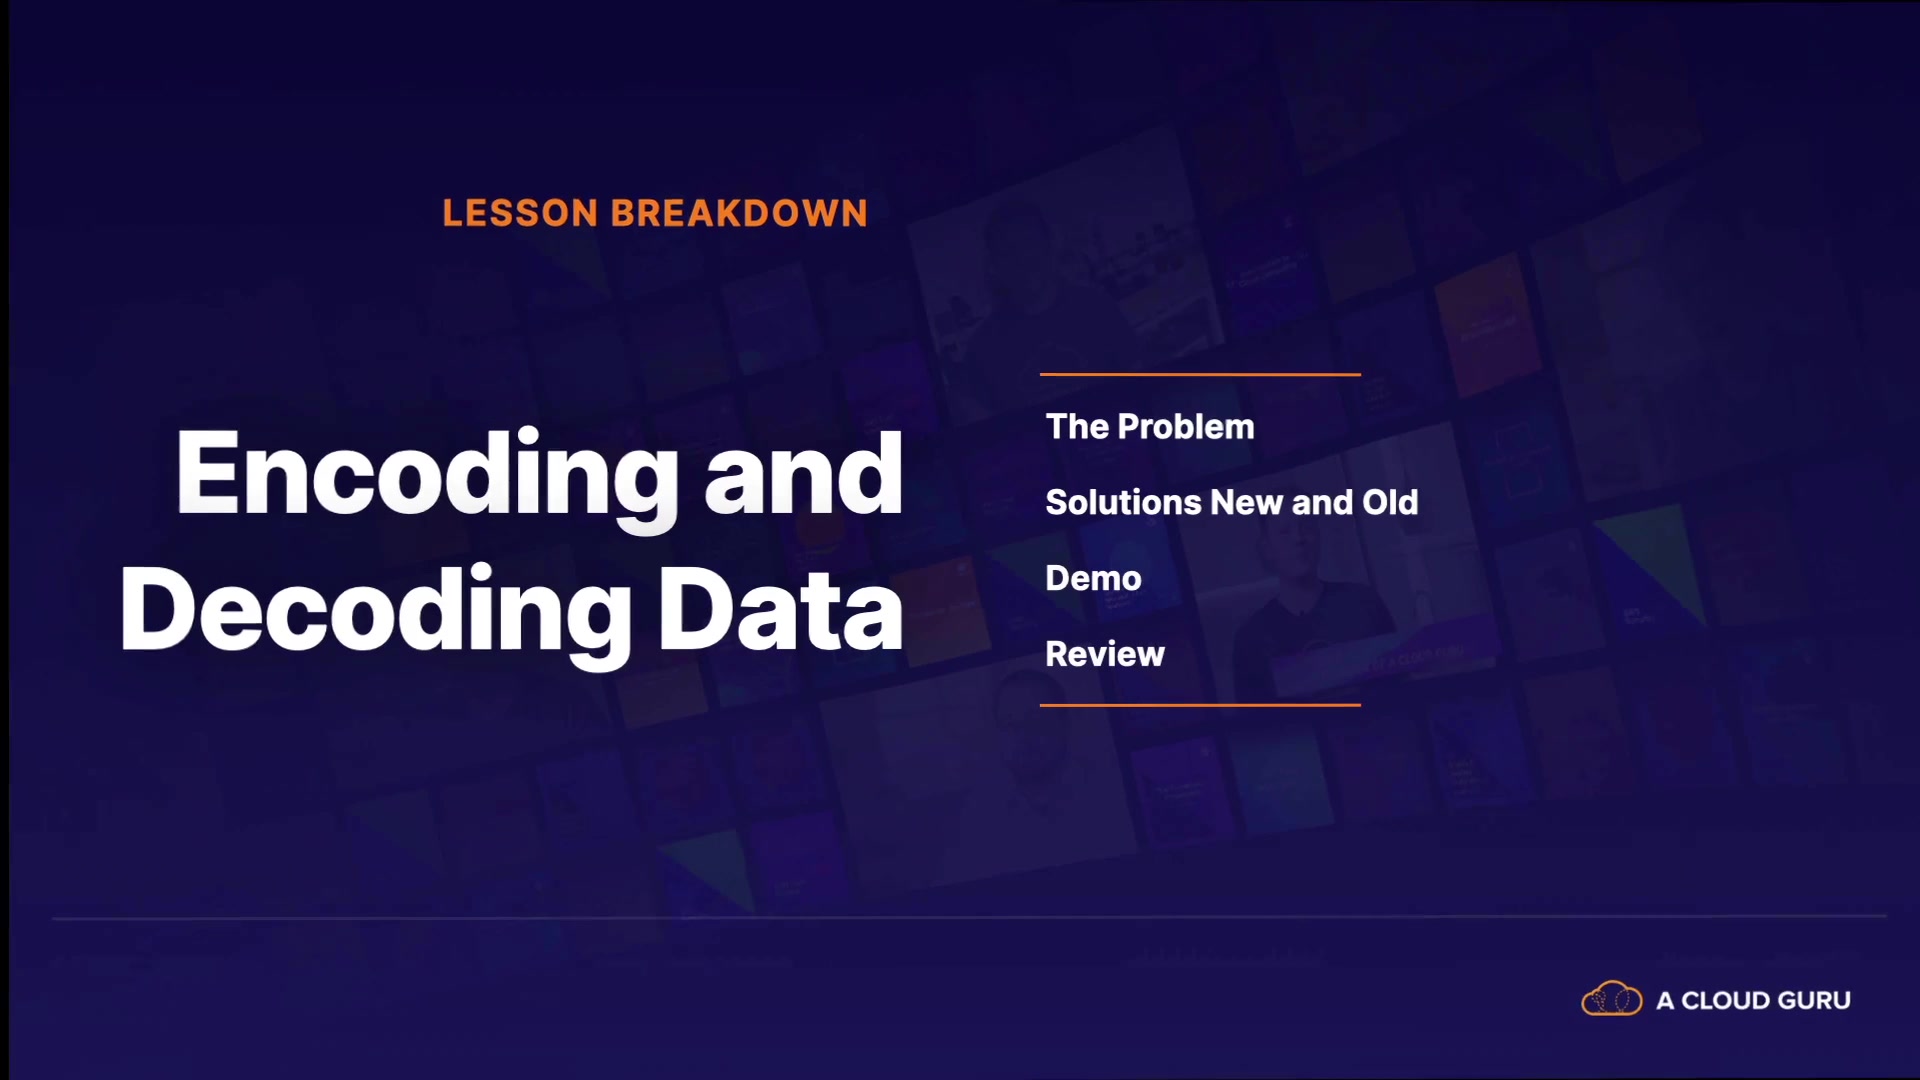 LESSON BREAKDOWN
Encoding and
Decoding Data
The Problem
Solutions New and Old
Demo
Review
A CLOUD GURU